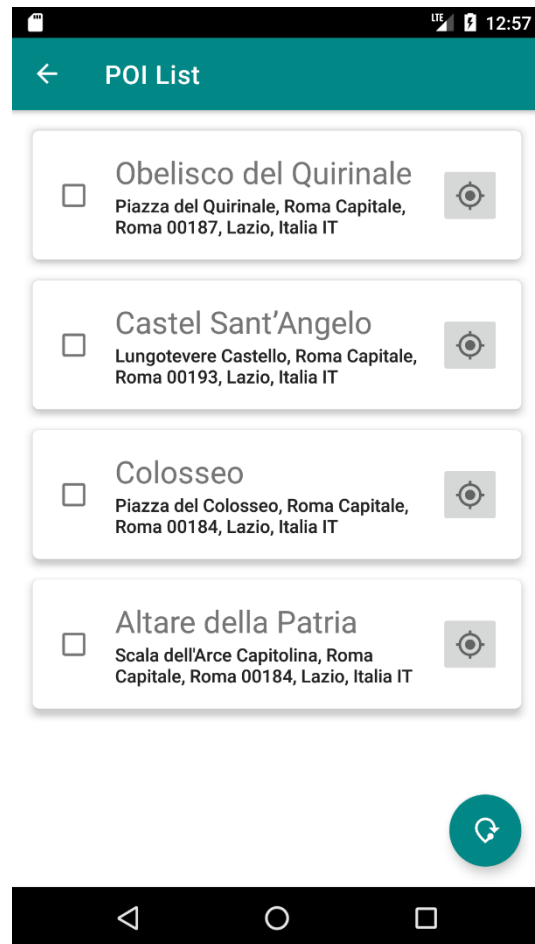 LTE 12:57
POI List
Obelisco del Quirinale
Piazza del Quirinale, Roma Capitale,
Roma 00187, Lazio, Italia IT
Castel Sant’Angelo
Lungotevere Castello, Roma Capitale,
Roma 00193, Lazio, Italia IT
Colosseo
Piazza del Colosseo, Roma Capitale,
Roma 00184, Lazio, Italia IT
Altare della Patria
Scala dell'Arce Capitolina, Roma
Capitale, Roma 00184, Lazio, Italia IT